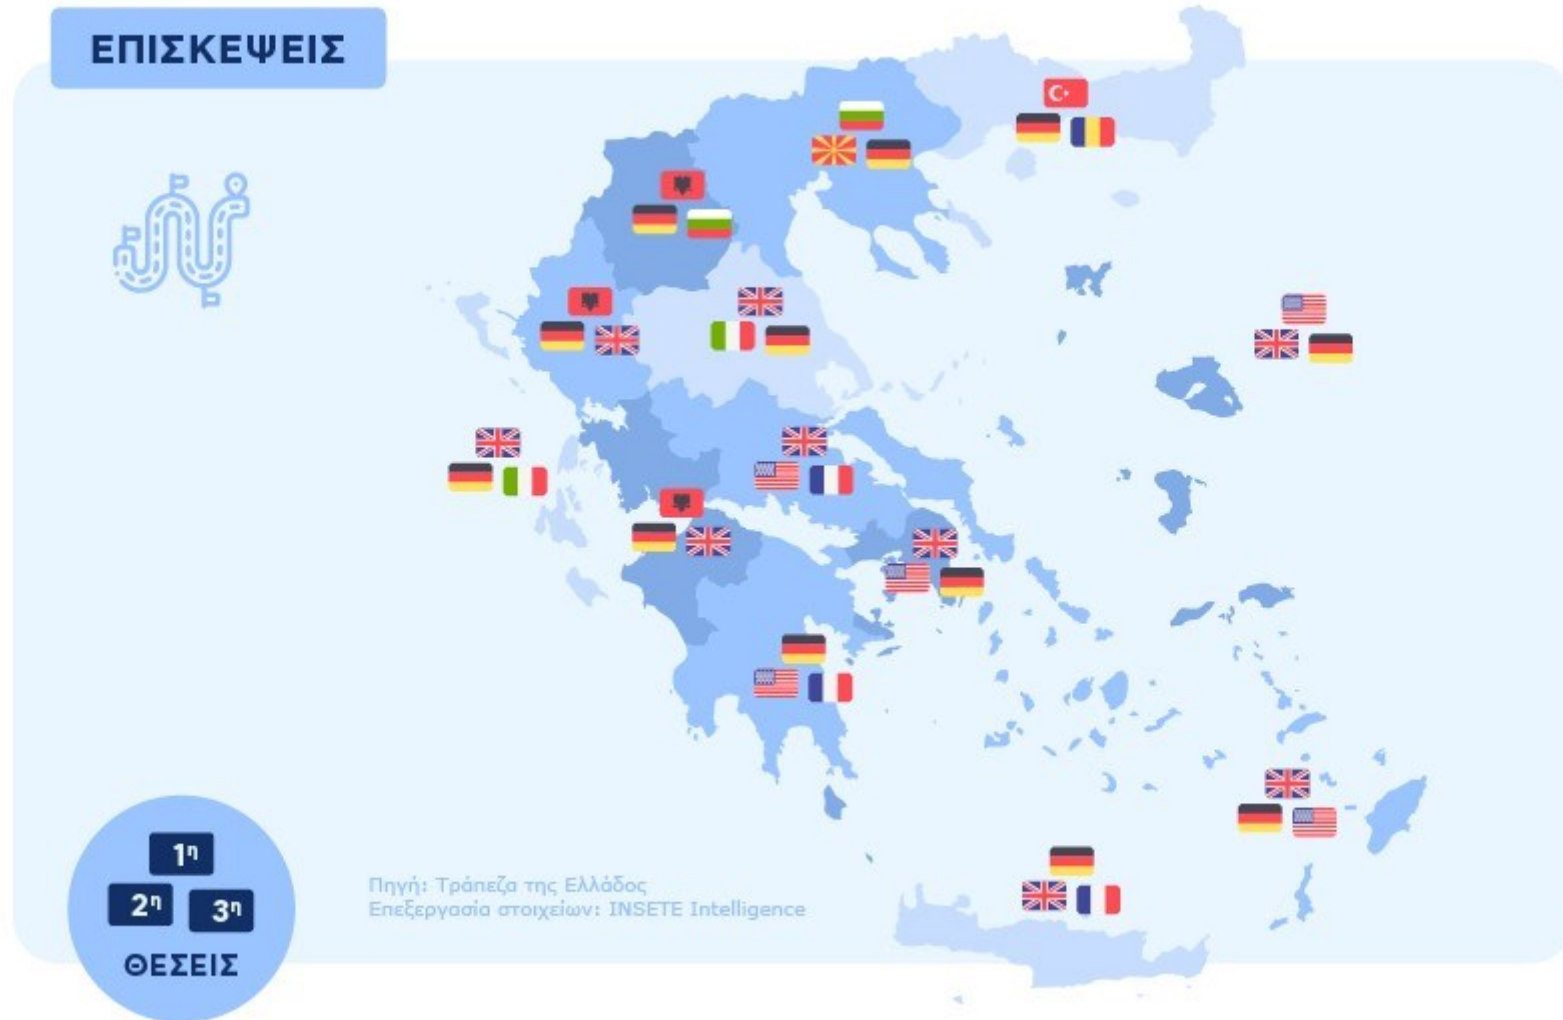 ΕΠΙΣΚΕΨΕΙΣ
1η
2η 3η
ΘΕΣΕΙΣ
Πηγή: Τράπεζα της Ελλάδος
Επεξεργασία στοιχείων: INSETE Intelligence